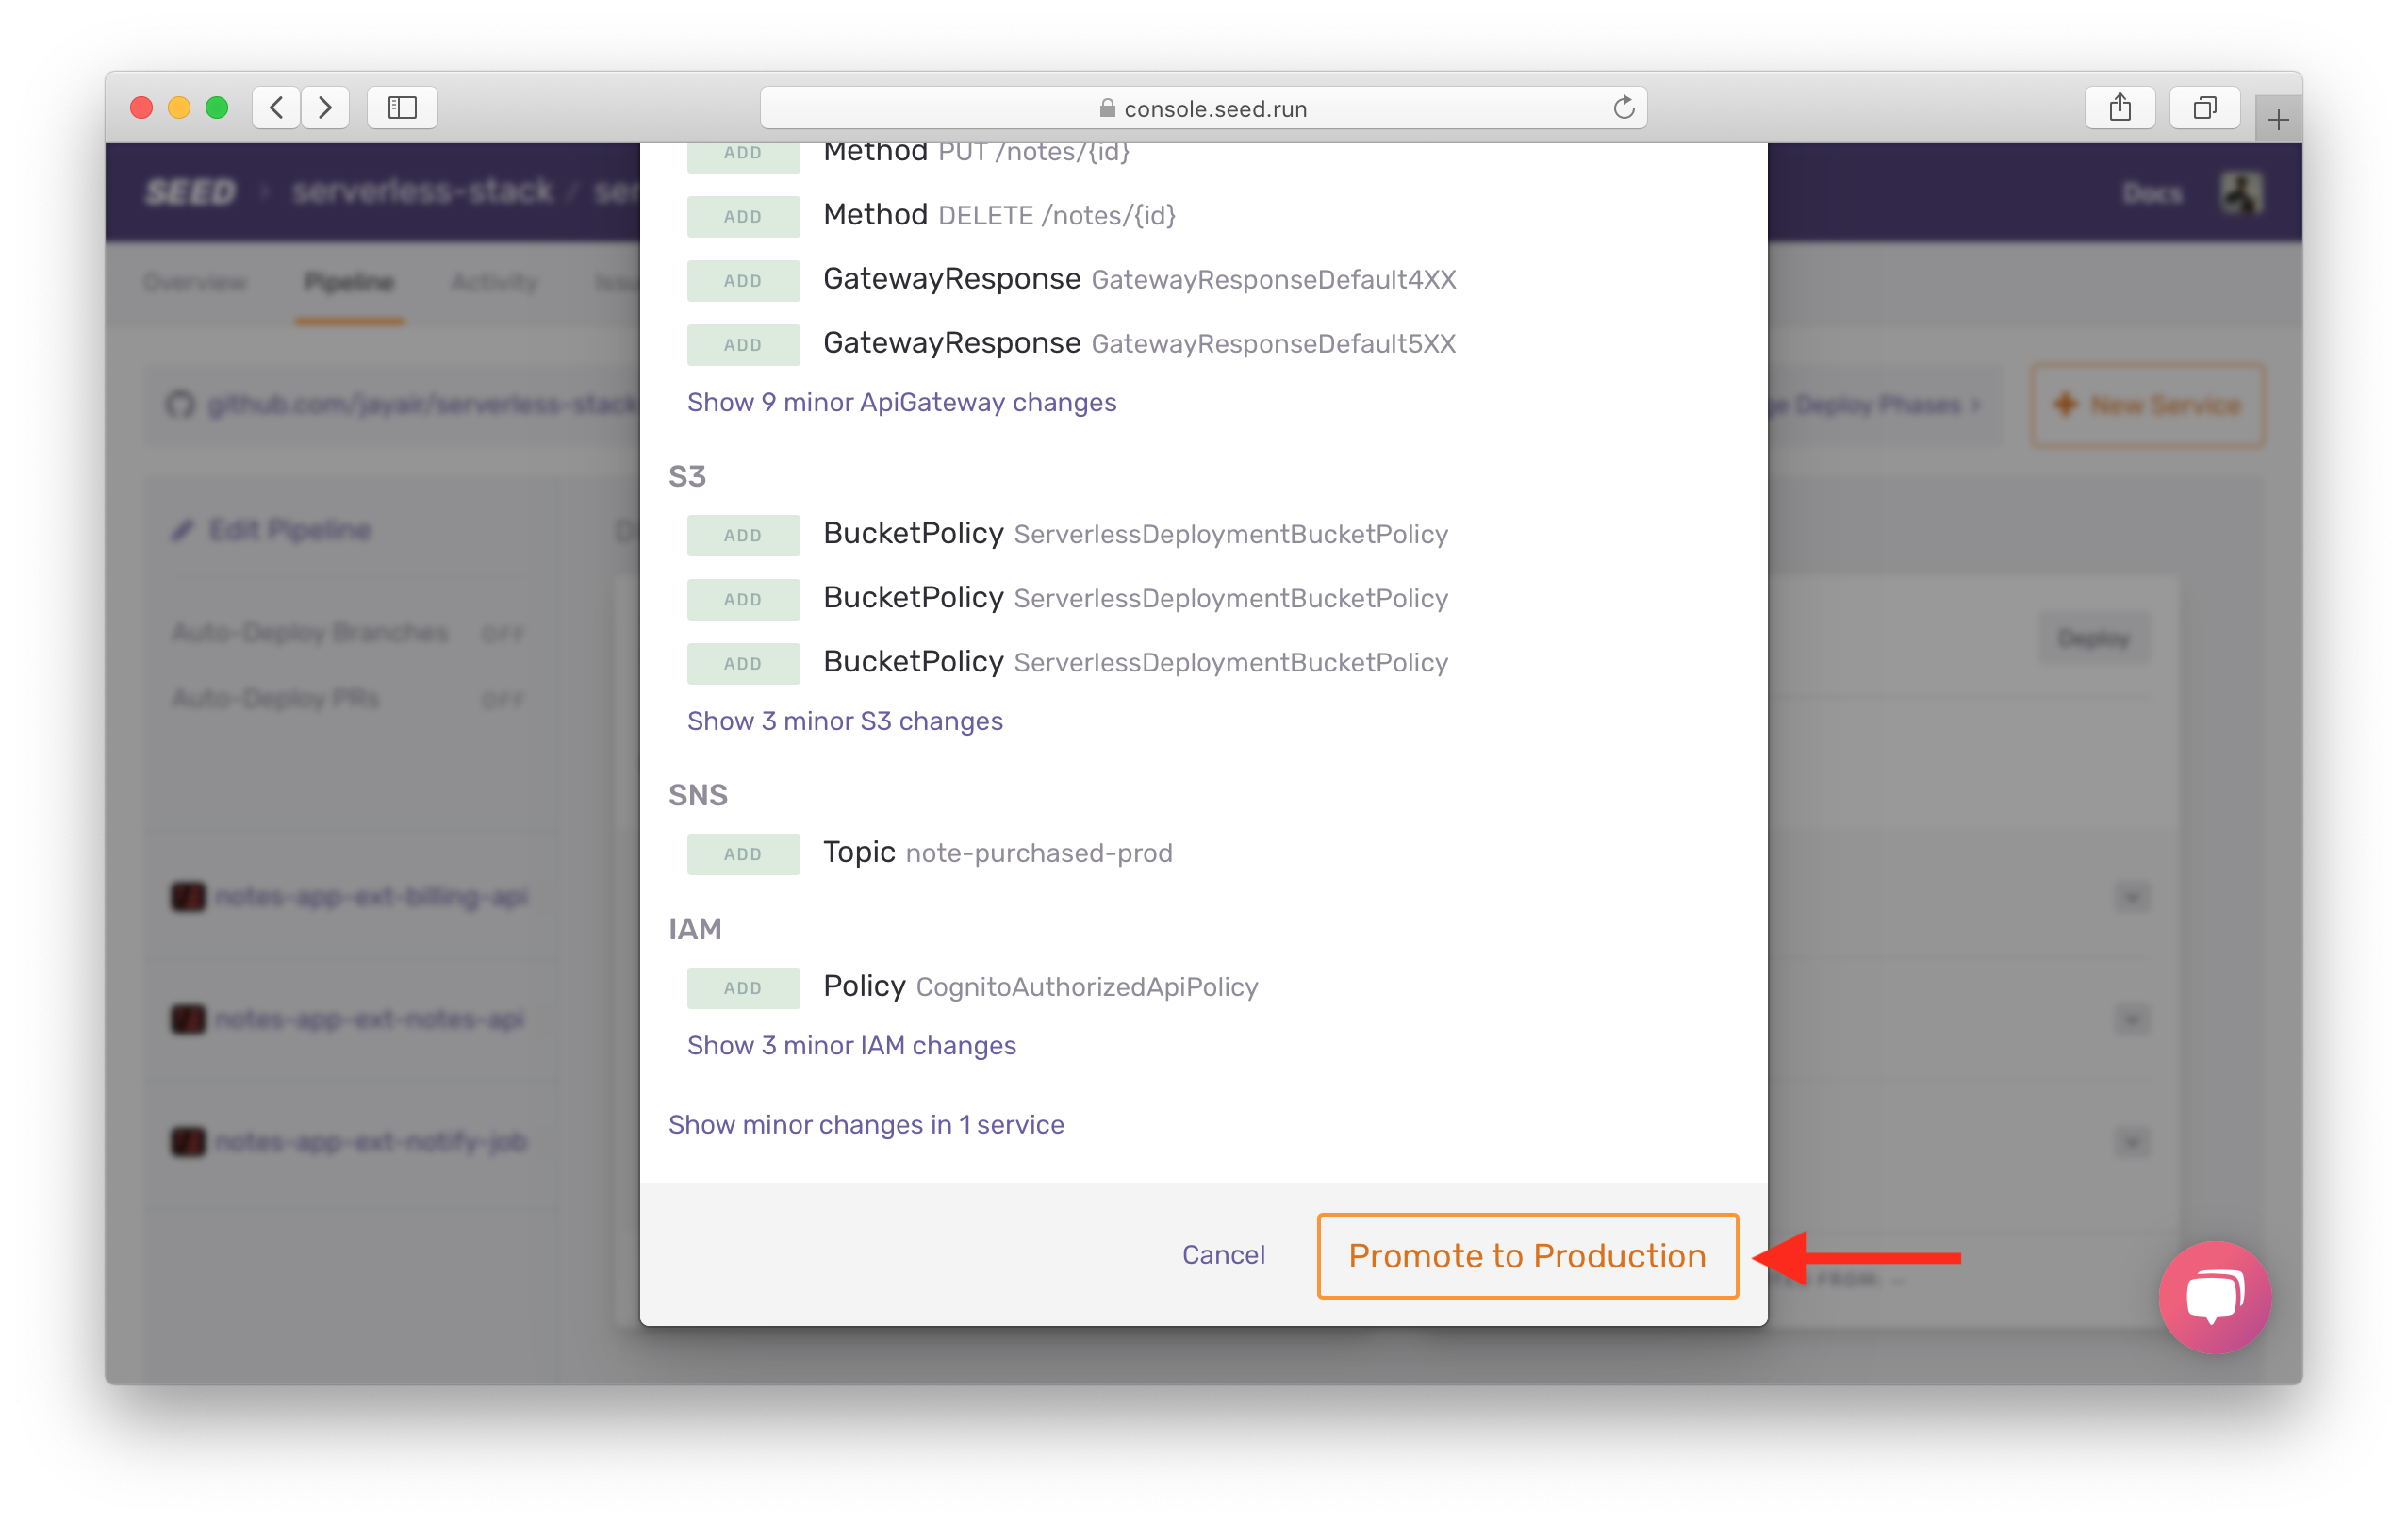 console.seed.run
SEED › serverless-stack / ser
Docs
Overview Pipeline Activity Issu
github.com/jayair/serverless-stack
ge Deploy Phases ›
New Service
Edit Pipeline
Auto-Deploy Branches OFF
Auto-Deploy PRs OFF
Deploy
notes-app-ext-billing-api
notes-app-ext-notes-api
notes-app-ext-notify-job
ADD Method PUT /notes/{id}
ADD Method DELETE /notes/{id}
ADD GatewayResponse GatewayResponseDefault4XX
ADD GatewayResponse GatewayResponseDefault5XX
Show 9 minor ApiGateway changes
S3
ADD BucketPolicy ServerlessDeploymentBucketPolicy
ADD BucketPolicy ServerlessDeploymentBucketPolicy
ADD BucketPolicy ServerlessDeploymentBucketPolicy
Show 3 minor S3 changes
SNS
ADD Topic note-purchased-prod
IAM
ADD Policy CognitoAuthorizedApiPolicy
Show 3 minor IAM changes
Show minor changes in 1 service
Cancel
Promote to Production
FROM: --